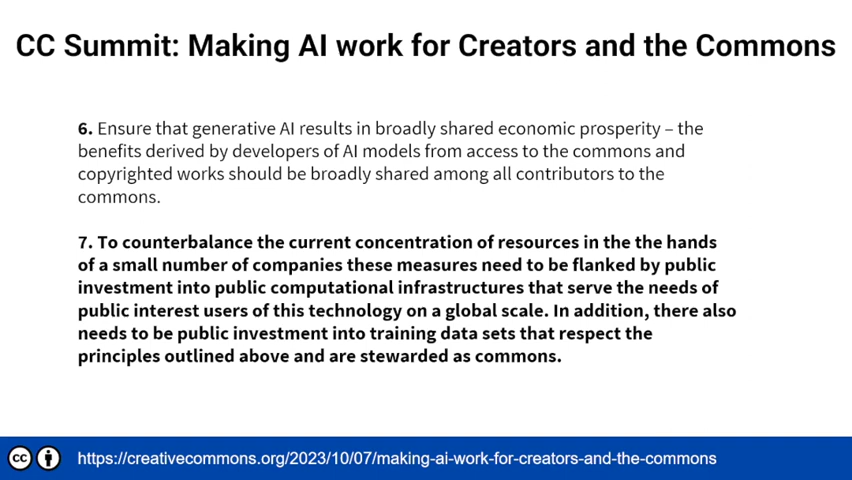 CC Summit: Making AI work for Creators and the Commons
6. Ensure that generative AI results in broadly shared economic prosperity – the
benefits derived by developers of AI models from access to the commons and
copyrighted works should be broadly shared among all contributors to the
commons.
7. To counterbalance the current concentration of resources in the the hands
of a small number of companies these measures need to be flanked by public
investment into public computational infrastructures that serve the needs of
public interest users of this technology on a global scale. In addition, there also
needs to be public investment into training data sets that respect the
principles outlined above and are stewarded as commons.
cc https://creativecommons.org/2023/10/07/making-ai-work-for-creators-and-the-commons